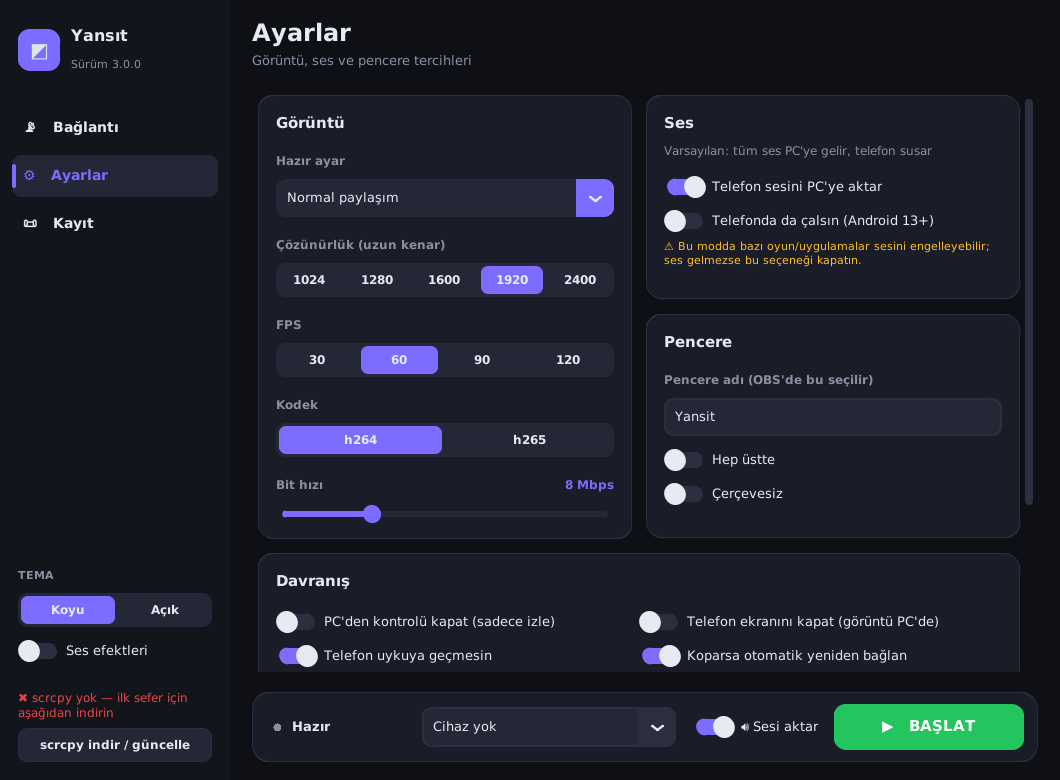 Yansıt
Sürüm 3.0.0
Bağlantı
Ayarlar
Kayıt
TEMA
Koyu
Açık
Ses efektleri
✖ scrcpy yok — ilk sefer için
aşağıdan indirin
scrcpy indir / güncelle
Ayarlar
Görüntü, ses ve pencere tercihleri
Görüntü
Hazır ayar
Normal paylaşım
Çözünürlük (uzun kenar)
1024 1280 1600 1920 2400
FPS
30 60 90 120
Kodek
h264 h265
Bit hızı 8 Mbps
Ses
Varsayılan: tüm ses PC'ye gelir, telefon susar
Telefon sesini PC'ye aktar
Telefonda da çalsın (Android 13+)
⚠ Bu modda bazı oyun/uygulamalar sesini engelleyebilir;
ses gelmezse bu seçeneği kapatın.
Pencere
Pencere adı (OBS'de bu seçilir)
Yansit
Hep üstte
Çerçevesiz
Davranış
PC'den kontrolü kapat (sadece izle)
Telefon ekranını kapat (görüntü PC'de)
Telefon uykuya geçmesin
Koparsa otomatik yeniden bağlan
Hazır
Cihaz yok
Sesi aktar
BAŞLAT